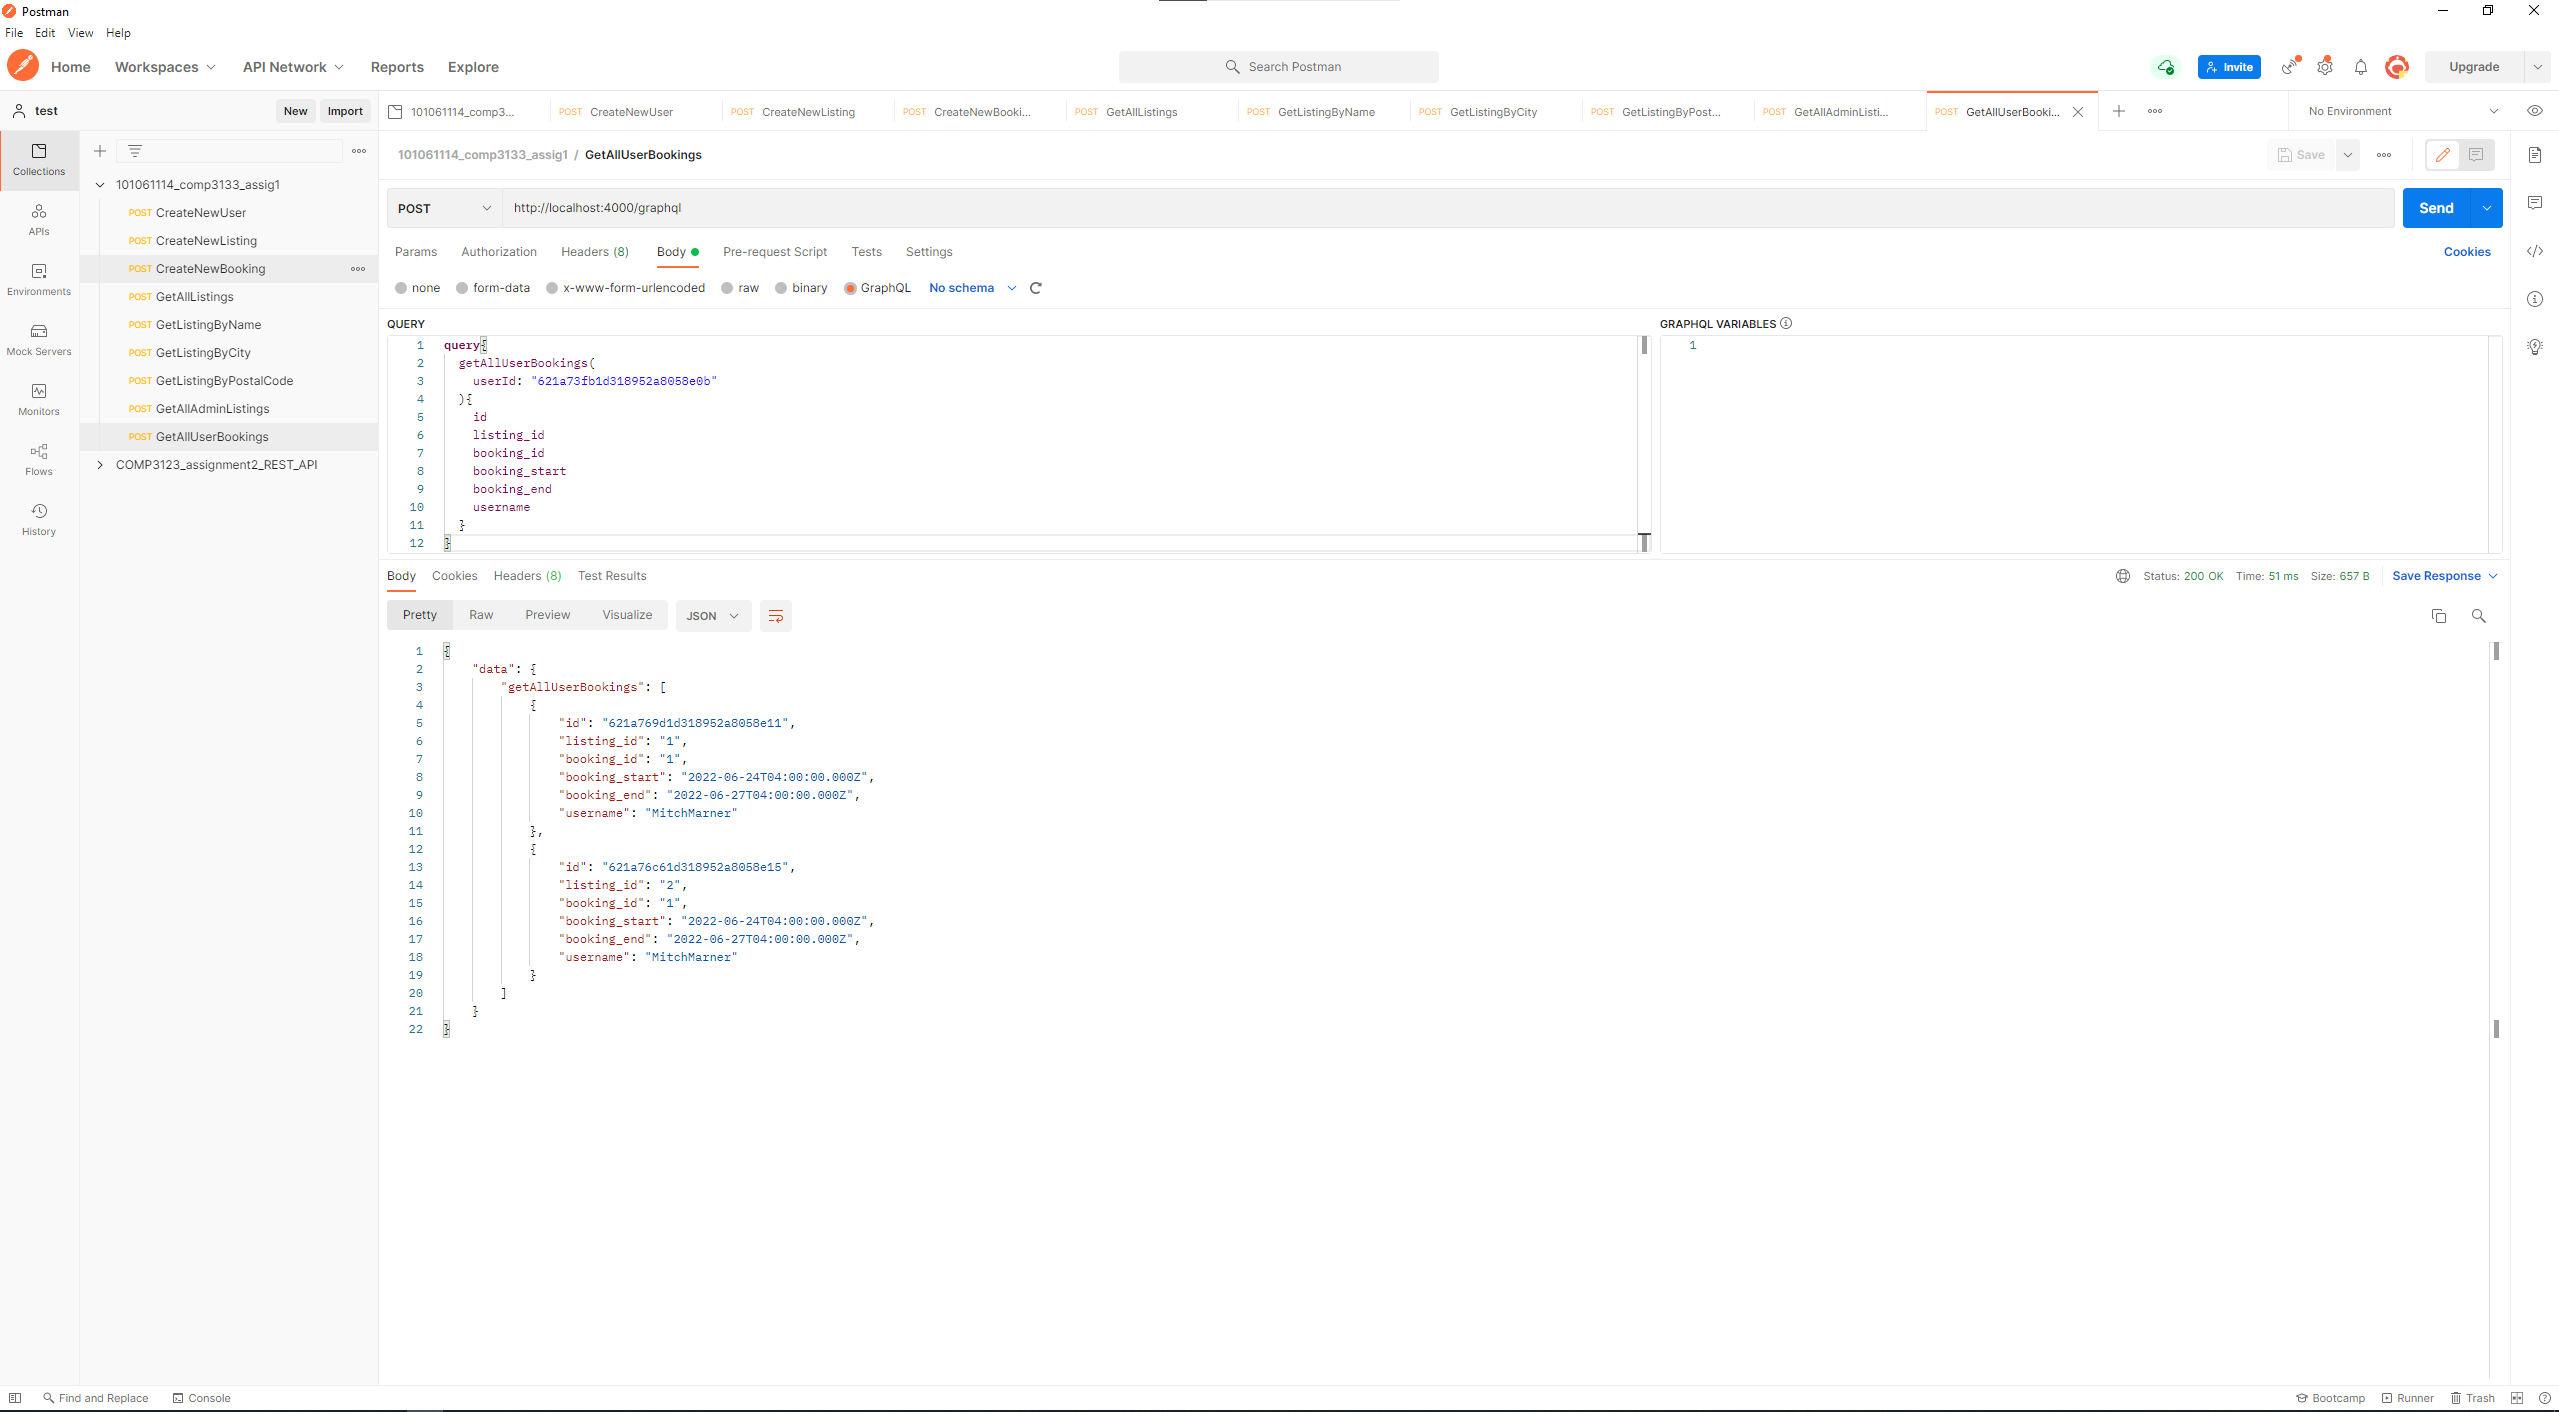 Postman
File Edit View Help
Home Workspaces API Network Reports Explore Search Postman Invite Upgrade
test New Import 101061114_comp3... POST CreateNewUser POST CreateNewListing POST CreateNewBooki... POST GetAllListings POST GetListingByName POST GetListingByCity POST GetListingByPost... POST GetAllAdminListi... POST GetAllUserBooki... No Environment
Collections
APIs
Environments
Mock Servers
Monitors
Flows
History
101061114_comp3133_assig1
POST CreateNewUser
POST CreateNewListing
POST CreateNewBooking
POST GetAllListings
POST GetListingByName
POST GetListingByCity
POST GetListingByPostalCode
POST GetAllAdminListings
POST GetAllUserBookings
COMP3123_assignment2_REST_API
101061114_comp3133_assig1 / GetAllUserBookings Save
POST http://localhost:4000/graphql Send
Params Authorization Headers (8) Body Pre-request Script Tests Settings Cookies
none form-data x-www-form-urlencoded raw binary GraphQL No schema
QUERY GRAPHQL VARIABLES
1 query{ 1
2 getAllUserBookings(
3 userId: "621a73fb1d318952a8058e0b"
4 ){
5 id
6 listing_id
7 booking_id
8 booking_start
9 booking_end
10 username
11 }
12 }
Body Cookies Headers (8) Test Results Status: 200 OK Time: 51 ms Size: 657 B Save Response
Pretty Raw Preview Visualize JSON
1 {
2 "data": {
3 "getAllUserBookings": [
4 {
5 "id": "621a769d1d318952a8058e11",
6 "listing_id": "1",
7 "booking_id": "1",
8 "booking_start": "2022-06-24T04:00:00.000Z",
9 "booking_end": "2022-06-27T04:00:00.000Z",
10 "username": "MitchMarner"
11 },
12 {
13 "id": "621a76c61d318952a8058e15",
14 "listing_id": "2",
15 "booking_id": "1",
16 "booking_start": "2022-06-24T04:00:00.000Z",
17 "booking_end": "2022-06-27T04:00:00.000Z",
18 "username": "MitchMarner"
19 }
20 ]
21 }
22 }
Find and Replace Console Bootcamp Runner Trash